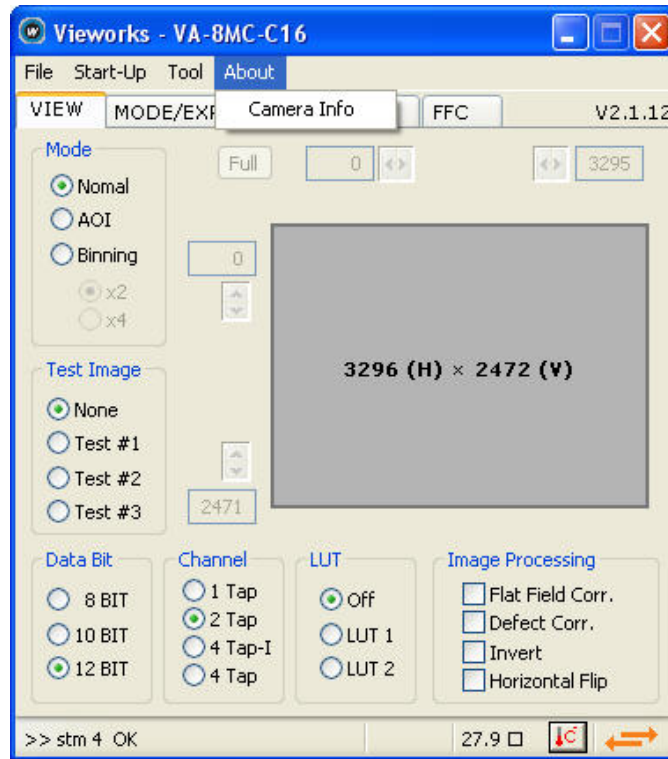 Vieworks - VA-8MC-C16
File Start-Up Tool About
VIEW MODE/EXP FFC V2.1.12
Camera Info
Mode
Nomal
AOI
Binning
x2
x4
Full 0 3295
0
2471
3296 (H) × 2472 (V)
Test Image
None
Test #1
Test #2
Test #3
Data Bit
8 BIT
10 BIT
12 BIT
Channel
1 Tap
2 Tap
4 Tap-I
4 Tap
LUT
Off
LUT 1
LUT 2
Image Processing
Flat Field Corr.
Defect Corr.
Invert
Horizontal Flip
>> stm 4 OK 27.9 □